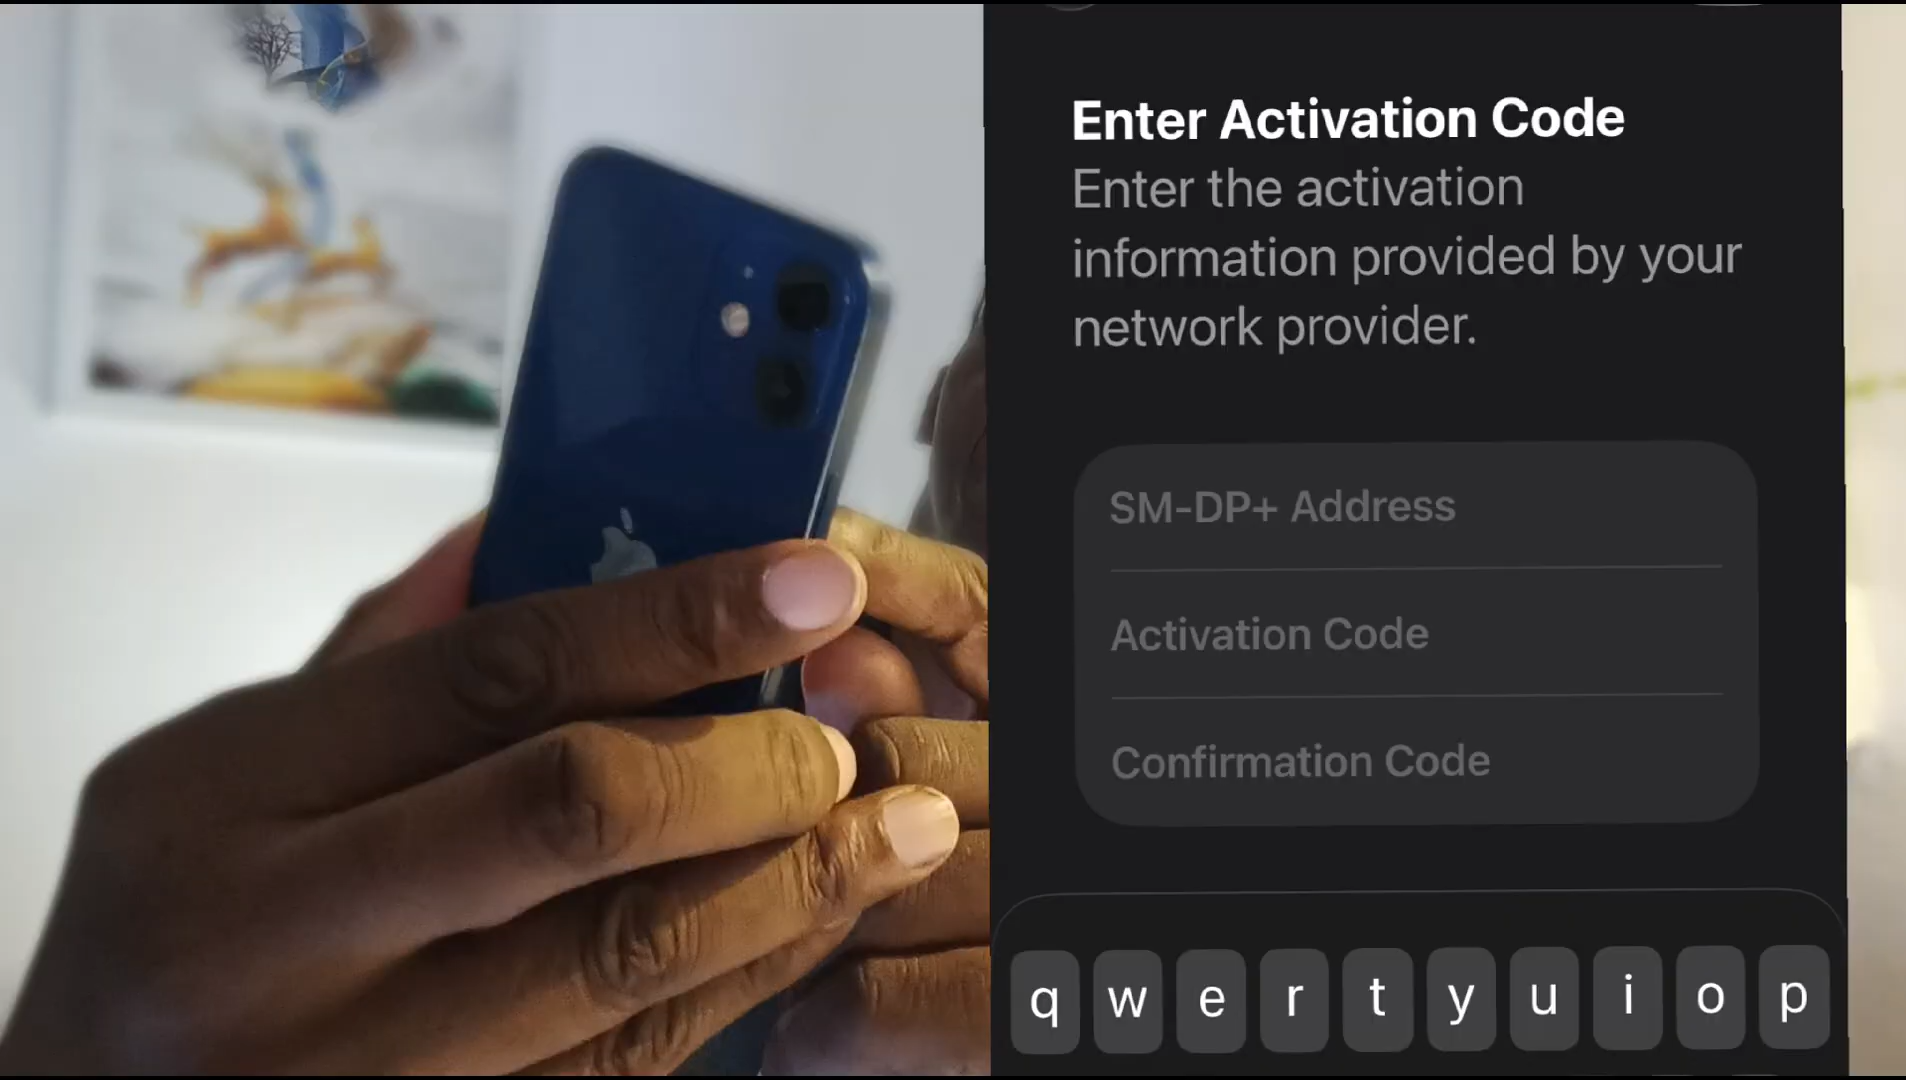 Enter Activation Code
Enter the activation
information provided by your
network provider.
SM-DP+ Address
Activation Code
Confirmation Code
q w e r t y u i o p